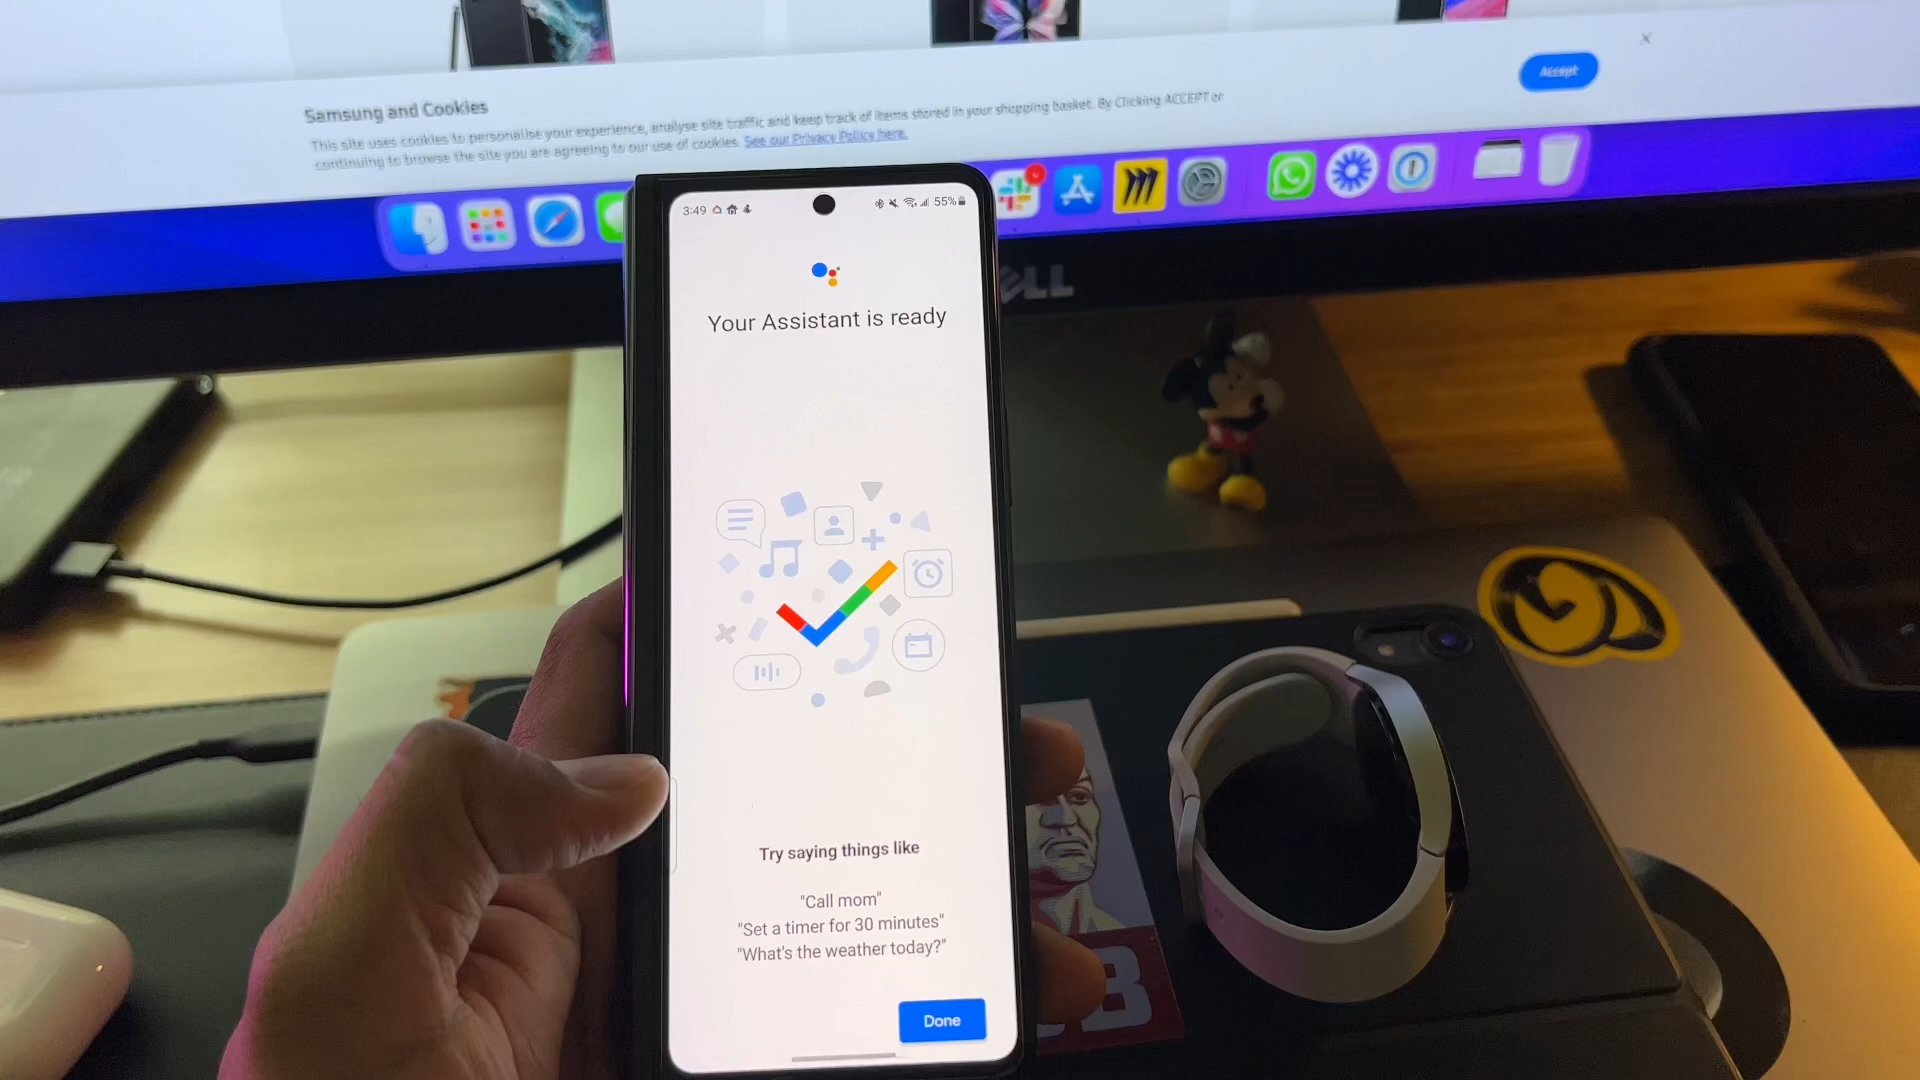 Samsung and Cookies
This site uses cookies to personalise your experience, analyse site traffic and keep track of items stored in your shopping basket. By Clicking ACCEPT or
continuing to browse the site you are agreeing to our use of cookies. See our Privacy Policy here.
Accept
3:49
55%
Your Assistant is ready
Try saying things like
"Call mom"
"Set a timer for 30 minutes"
"What's the weather today?"
Done
ELL
B